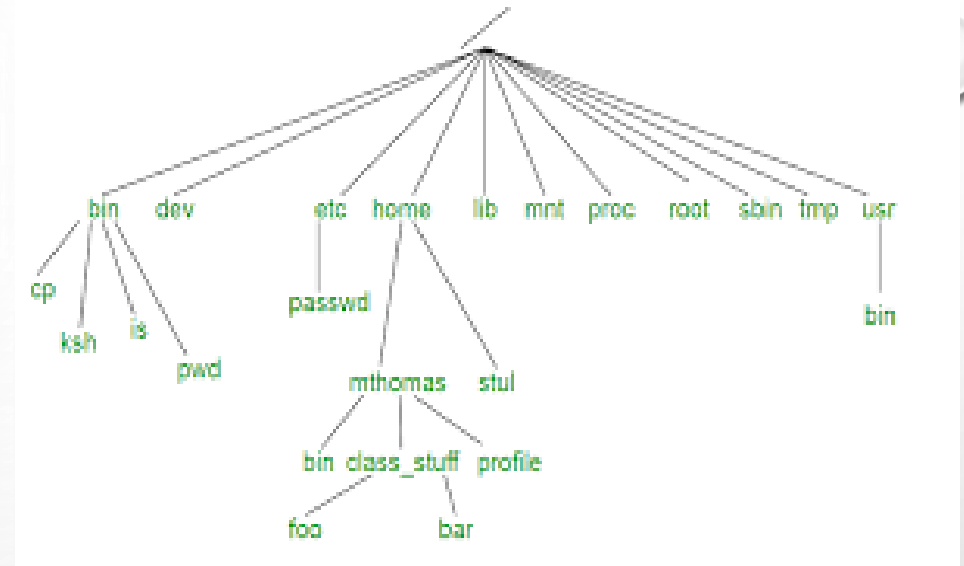 /
bin dev etc home lib mnt proc root sbin tmp usr
cp
passwd
bin
ksh
is
pwd
mthomas
stul
bin class_stuff profile
foo bar